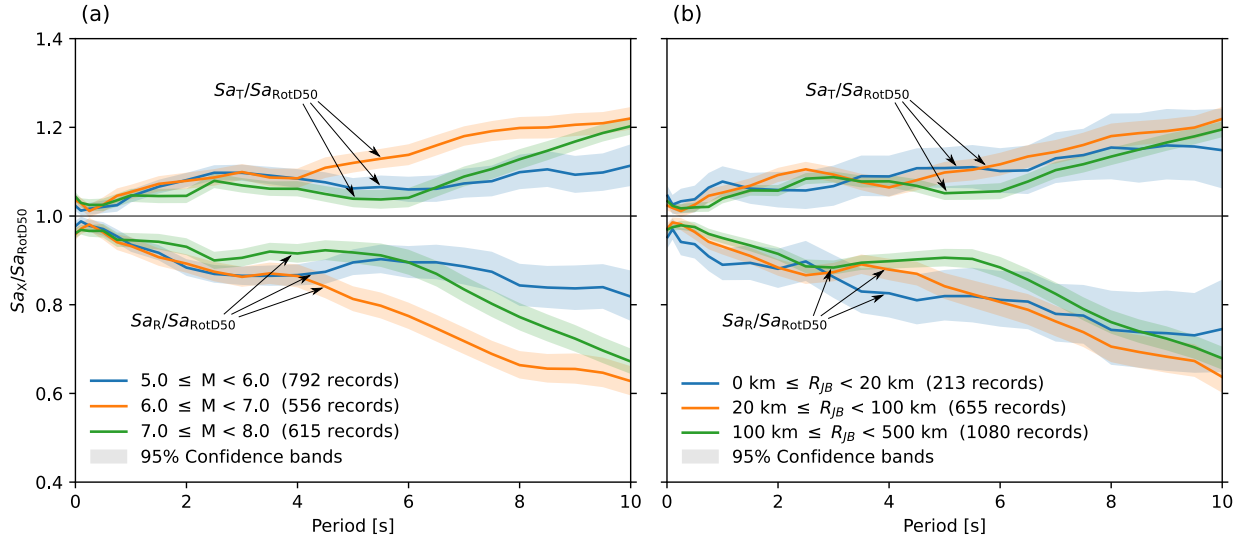 (a)
(b)
Sa_X/Sa_RotD50
1.4
1.2
1.0
0.8
0.6
0.4
Sa_T/Sa_RotD50
Sa_R/Sa_RotD50
5.0 ≤ M < 6.0 (792 records)
6.0 ≤ M < 7.0 (556 records)
7.0 ≤ M < 8.0 (615 records)
95% Confidence bands
0 2 4 6 8 10
Period [s]
Sa_T/Sa_RotD50
Sa_R/Sa_RotD50
0 km ≤ R_JB < 20 km (213 records)
20 km ≤ R_JB < 100 km (655 records)
100 km ≤ R_JB < 500 km (1080 records)
95% Confidence bands
0 2 4 6 8 10
Period [s]